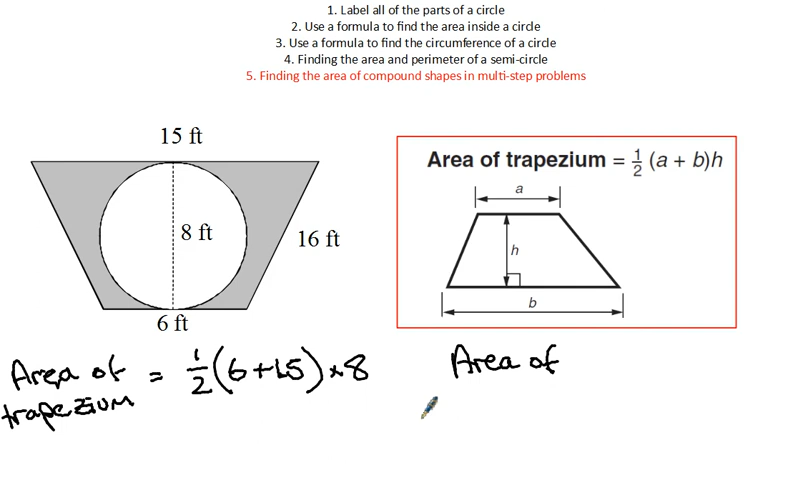 1. Label all of the parts of a circle
2. Use a formula to find the area inside a circle
3. Use a formula to find the circumference of a circle
4. Finding the area and perimeter of a semi-circle
5. Finding the area of compound shapes in multi-step problems
15 ft
8 ft
16 ft
6 ft
Area of trapezium = 1/2 (a + b)h
a
h
b
Area of = 1/2 (6+15) × 8
trapezium
Area of